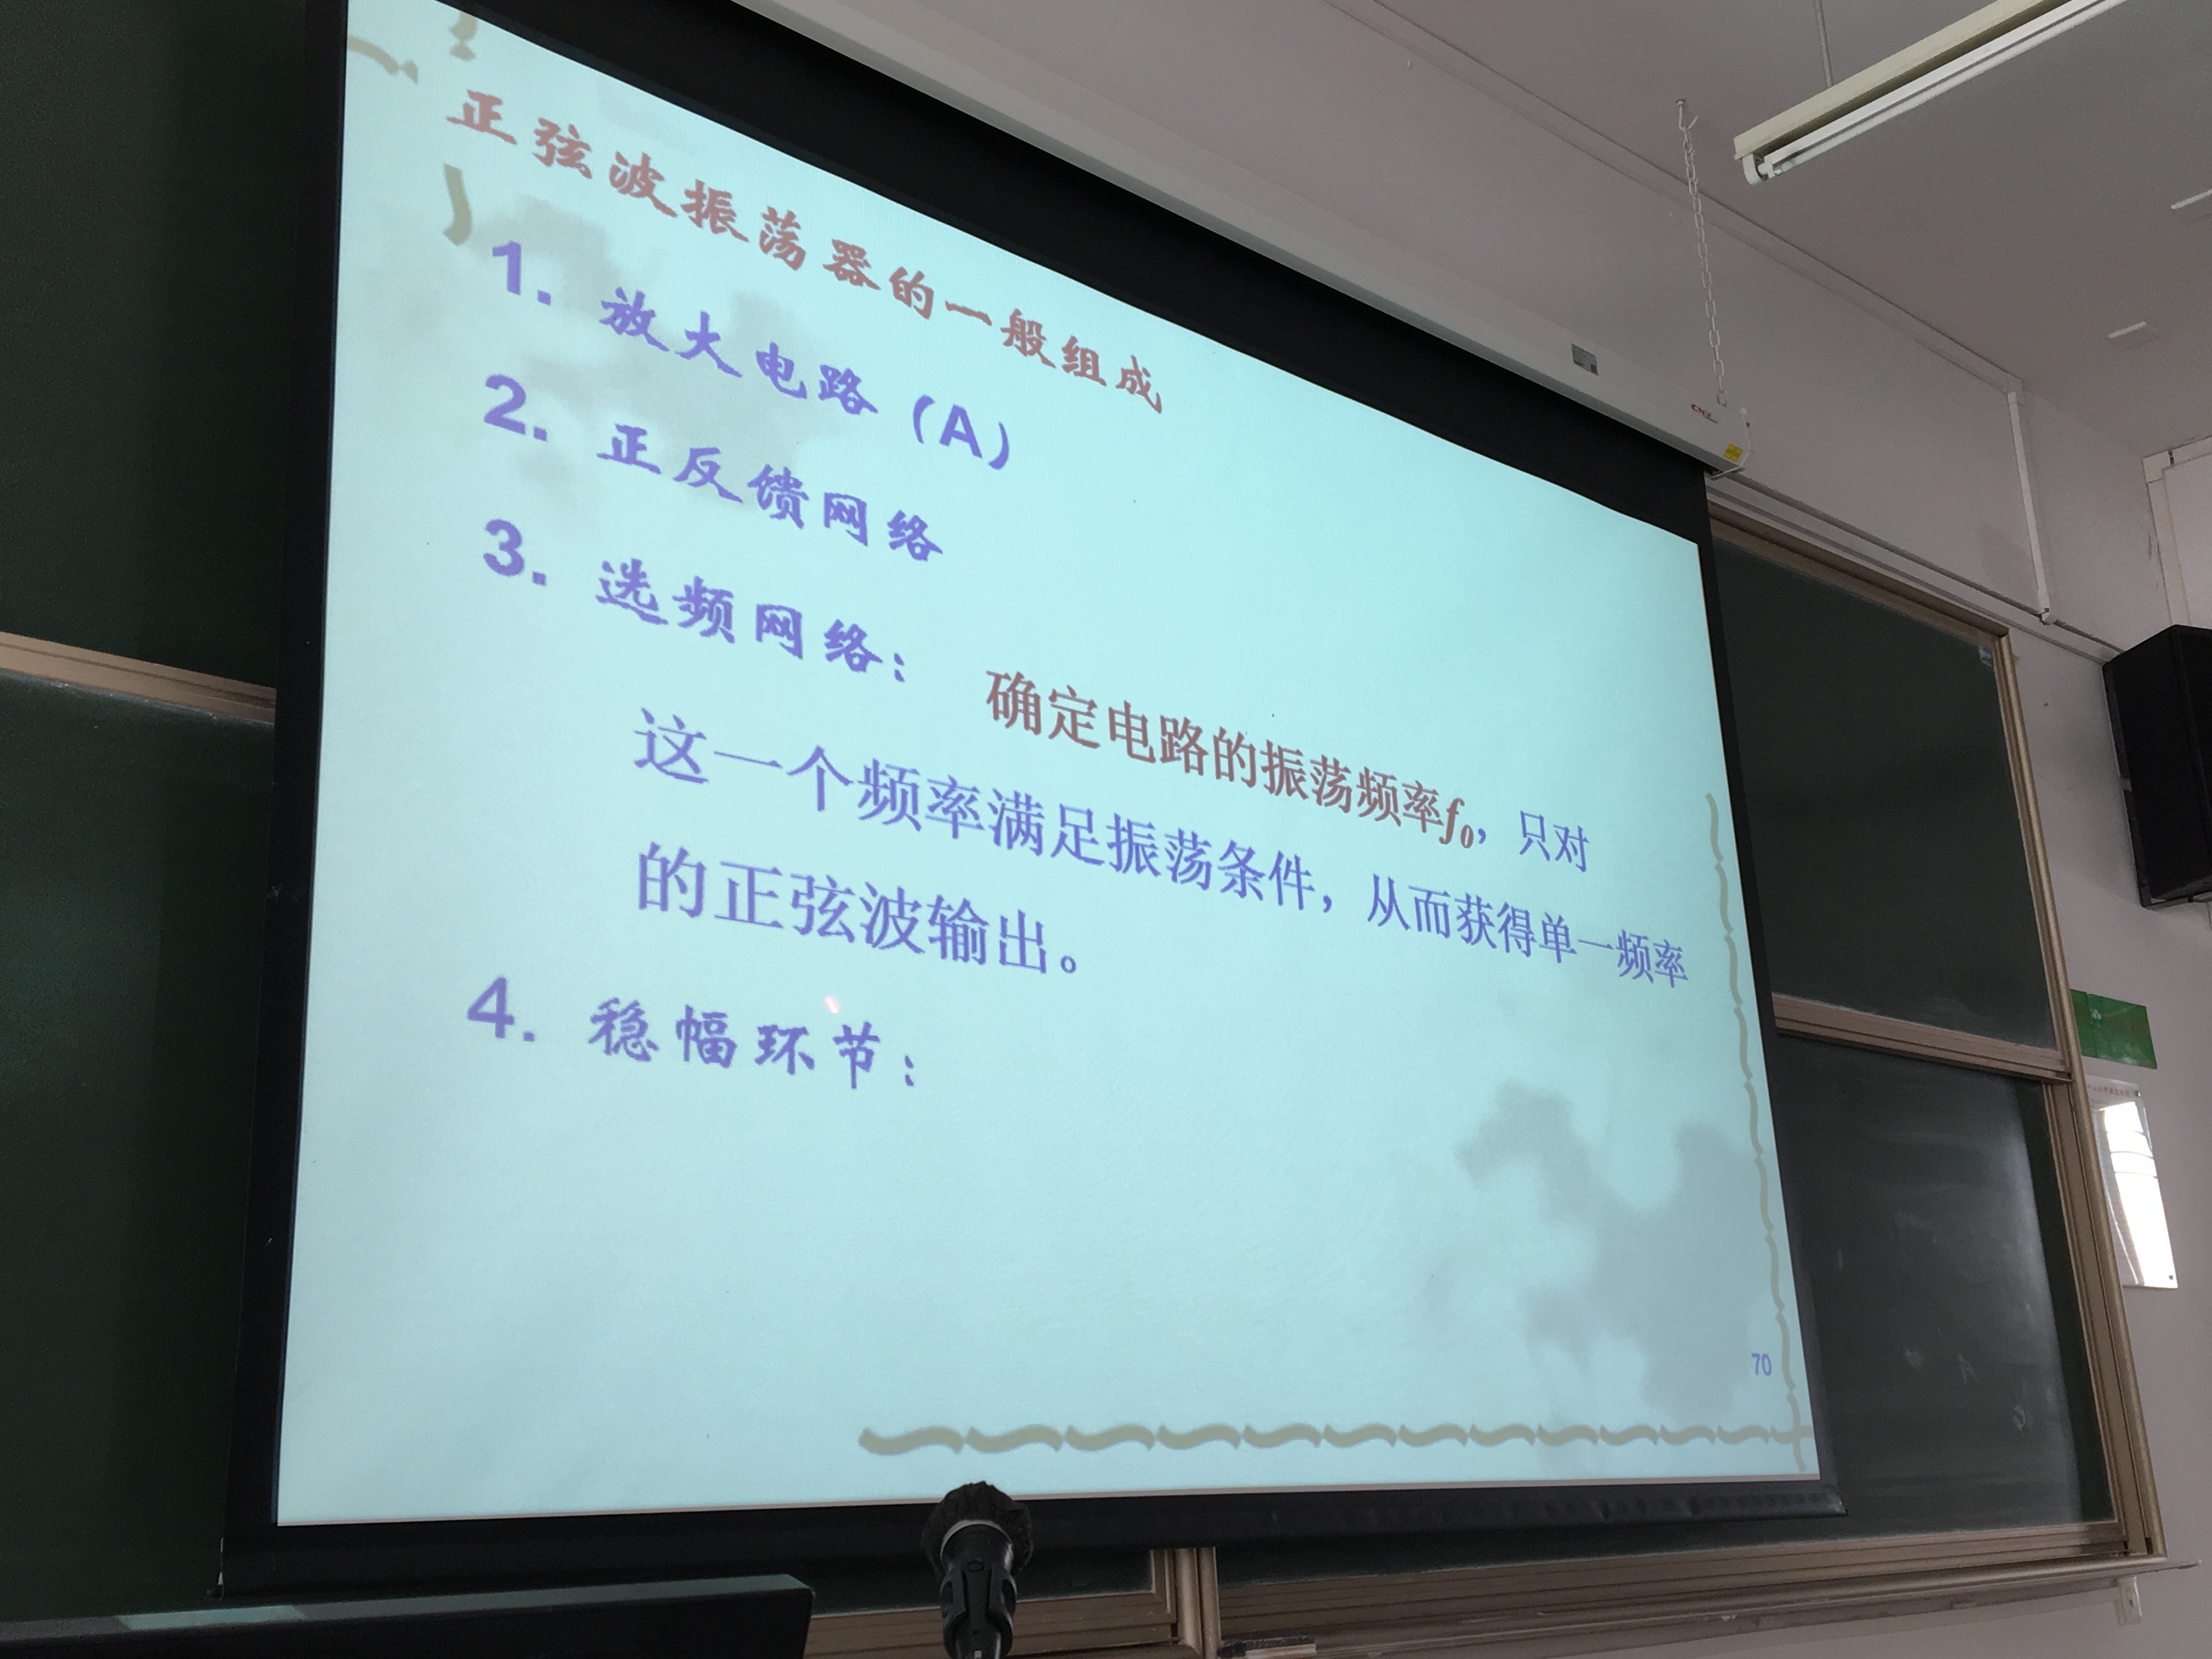 正弦波振荡器的一般组成
1. 放大电路（A）
2. 正反馈网络
3. 选频网络： 确定电路的振荡频率f₀，只对
这一个频率满足振荡条件，从而获得单一频率
的正弦波输出。
4. 稳幅环节：
70